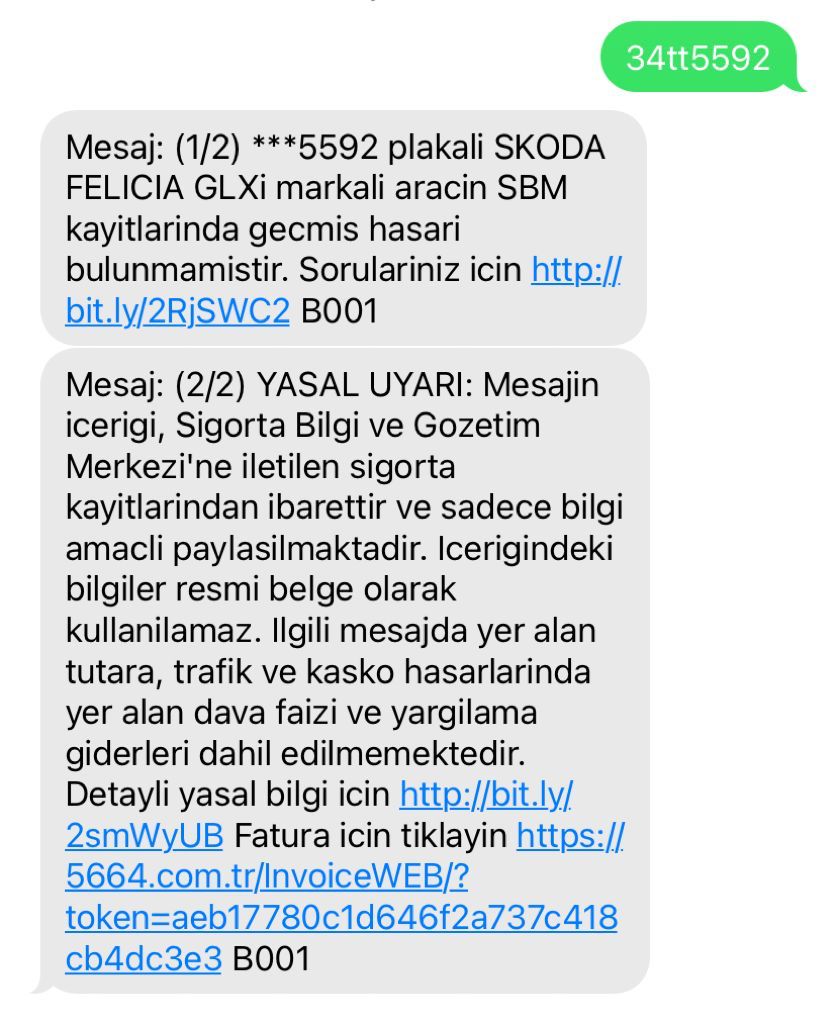 34tt5592
Mesaj: (1/2) ***5592 plakali SKODA
FELICIA GLXi markali aracin SBM
kayitlarinda gecmis hasari
bulunmamistir. Sorulariniz icin http://
bit.ly/2RjSWC2 B001
Mesaj: (2/2) YASAL UYARI: Mesajin
icerigi, Sigorta Bilgi ve Gozetim
Merkezi'ne iletilen sigorta
kayitlarindan ibarettir ve sadece bilgi
amacli paylasilmaktadir. Icerigindeki
bilgiler resmi belge olarak
kullanilamaz. Ilgili mesajda yer alan
tutara, trafik ve kasko hasarlarinda
yer alan dava faizi ve yargilama
giderleri dahil edilmemektedir.
Detayli yasal bilgi icin http://bit.ly/
2smWyUB Fatura icin tiklayin https://
5664.com.tr/InvoiceWEB/?
token=aeb17780c1d646f2a737c418
cb4dc3e3 B001